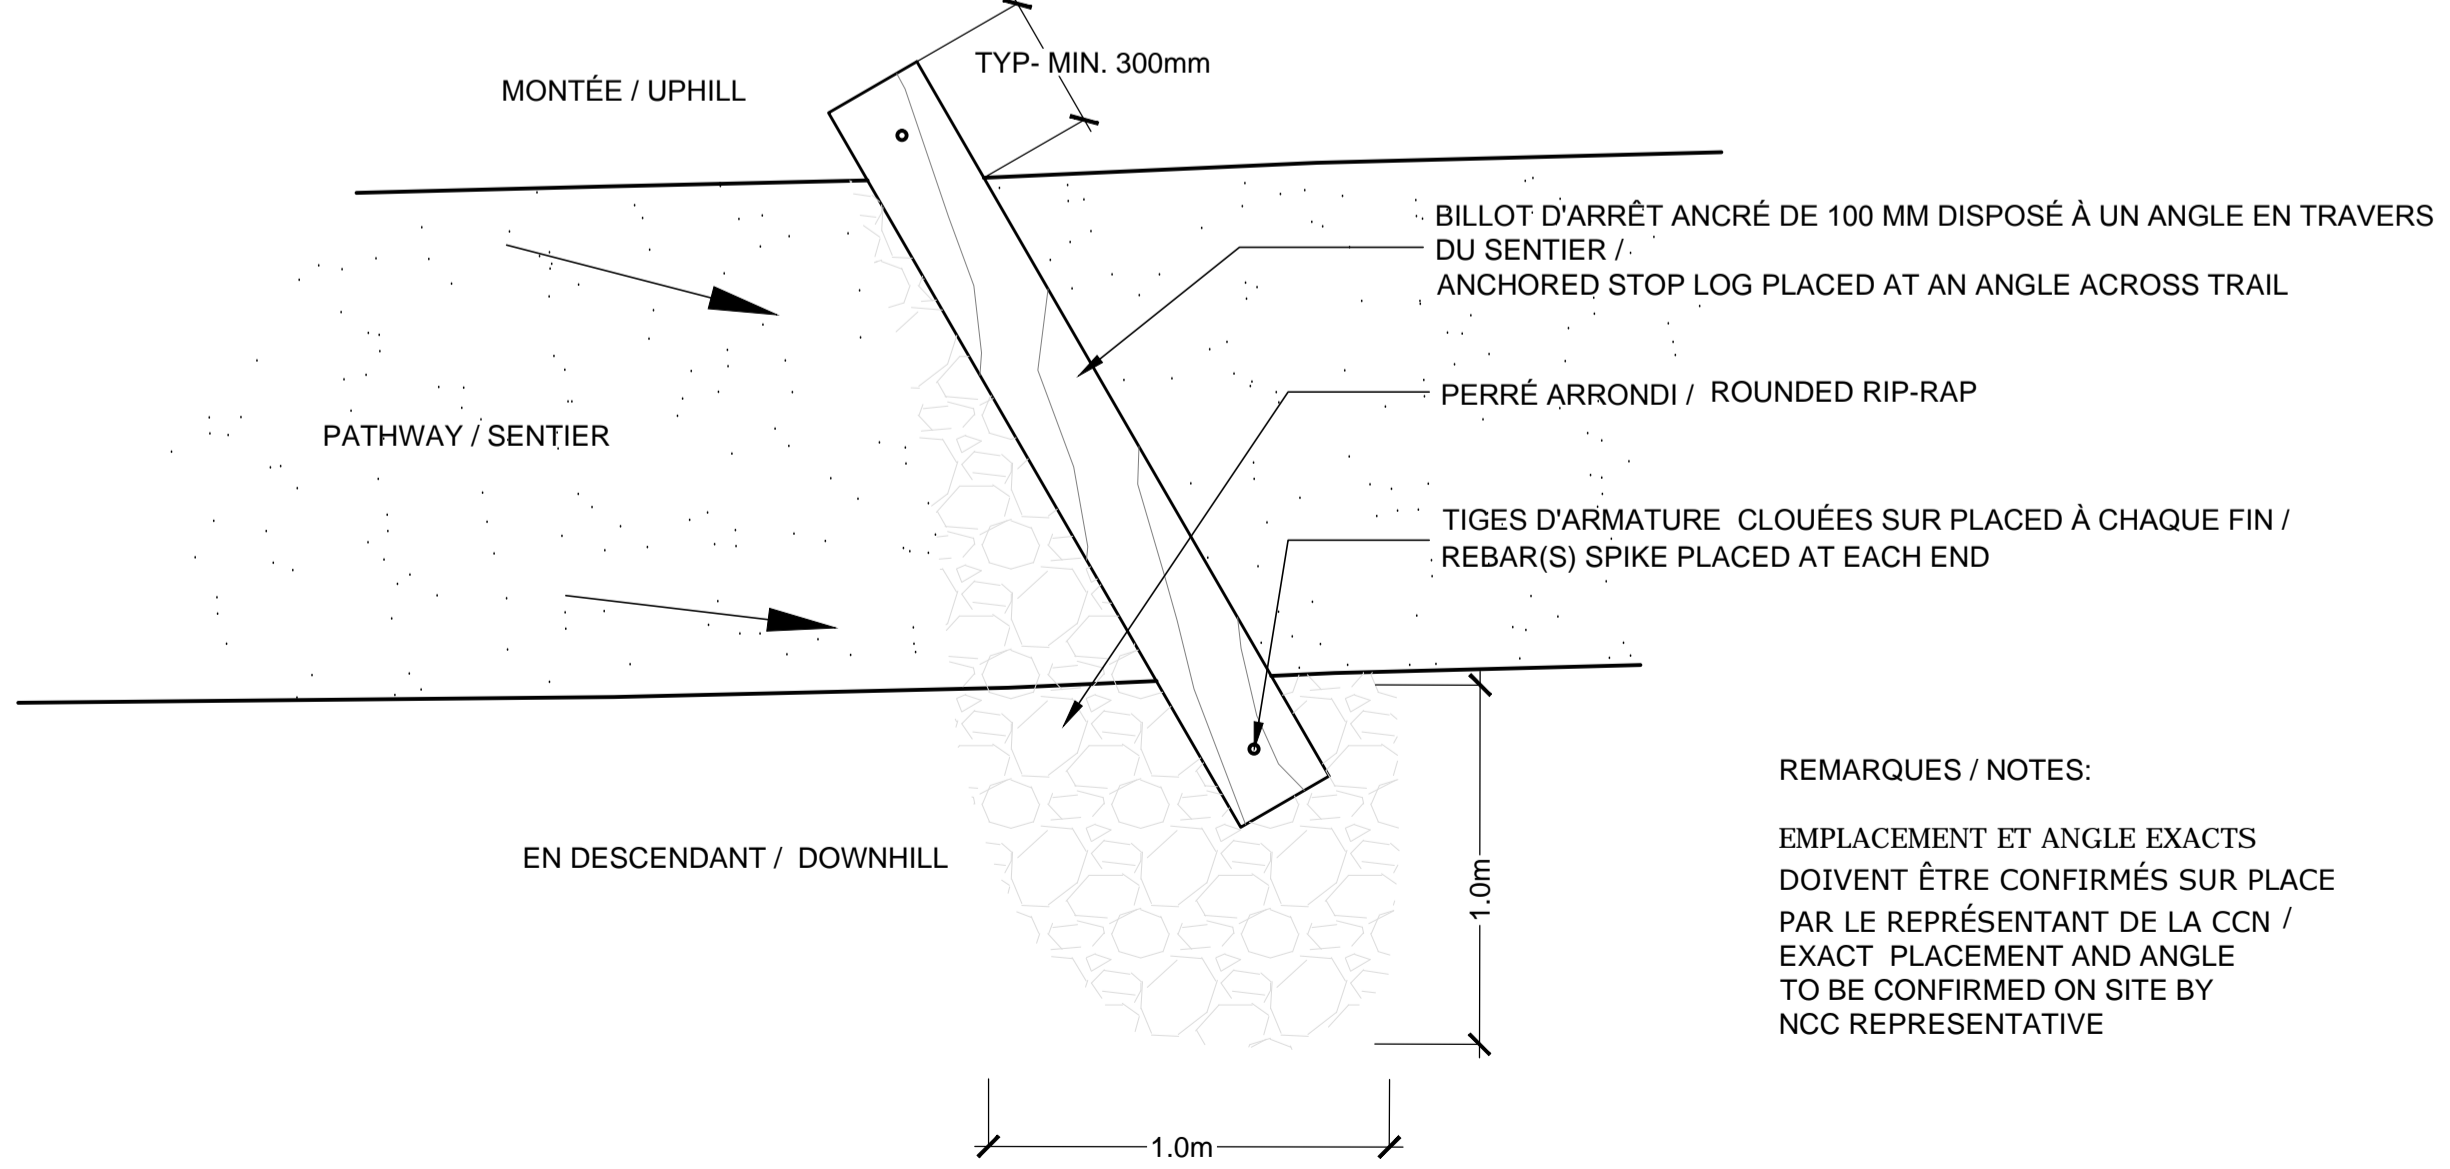 TYP- MIN. 300mm
MONTÉE / UPHILL
BILLOT D'ARRÊT ANCRÉ DE 100 MM DISPOSÉ À UN ANGLE EN TRAVERS
DU SENTIER /
ANCHORED STOP LOG PLACED AT AN ANGLE ACROSS TRAIL
PERRÉ ARRONDI / ROUNDED RIP-RAP
PATHWAY / SENTIER
TIGES D'ARMATURE CLOUÉES SUR PLACED À CHAQUE FIN /
REBAR(S) SPIKE PLACED AT EACH END
EN DESCENDANT / DOWNHILL
1.0m
1.0m
REMARQUES / NOTES:
EMPLACEMENT ET ANGLE EXACTS
DOIVENT ÊTRE CONFIRMÉS SUR PLACE
PAR LE REPRÉSENTANT DE LA CCN /
EXACT PLACEMENT AND ANGLE
TO BE CONFIRMED ON SITE BY
NCC REPRESENTATIVE